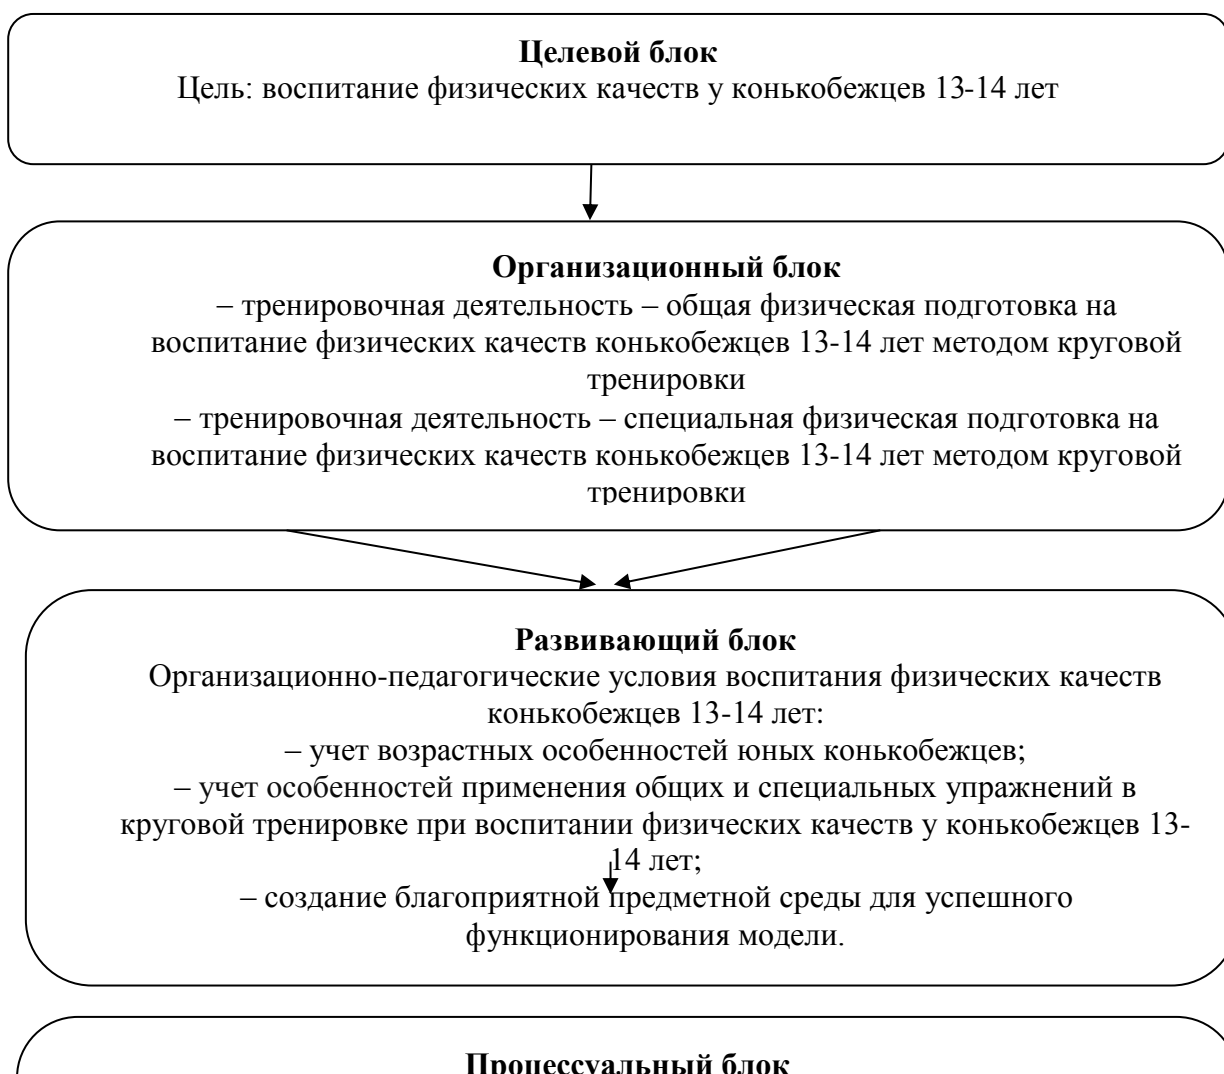 Целевой блок
Цель: воспитание физических качеств у конькобежцев 13-14 лет
Организационный блок
– тренировочная деятельность – общая физическая подготовка на
воспитание физических качеств конькобежцев 13-14 лет методом круговой
тренировки
– тренировочная деятельность – специальная физическая подготовка на
воспитание физических качеств конькобежцев 13-14 лет методом круговой
тренировки
Развивающий блок
Организационно-педагогические условия воспитания физических качеств
конькобежцев 13-14 лет:
– учет возрастных особенностей юных конькобежцев;
– учет особенностей применения общих и специальных упражнений в
круговой тренировке при воспитании физических качеств у конькобежцев 13-
14 лет;
– создание благоприятной предметной среды для успешного
функционирования модели.
Процессуальный блок